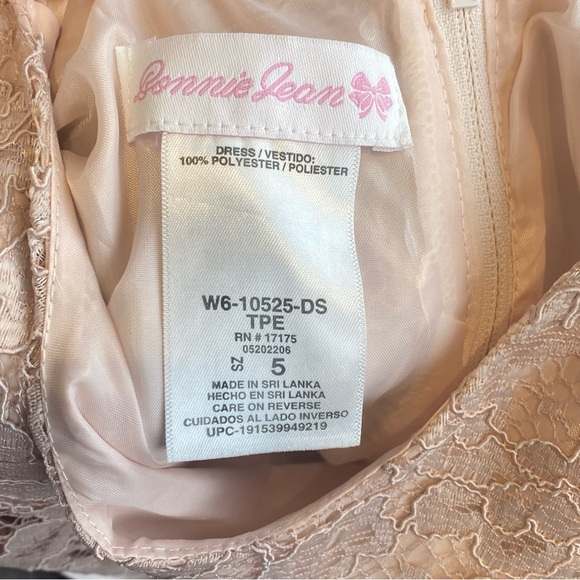 Bonnie Jean
DRESS / VESTIDO:
100% POLYESTER / POLIESTER
W6-10525-DS
TPE
RN # 17175
05202206
SZ 5
MADE IN SRI LANKA
HECHO EN SRI LANKA
CARE ON REVERSE
CUIDADOS AL LADO INVERSO
UPC-191539949219